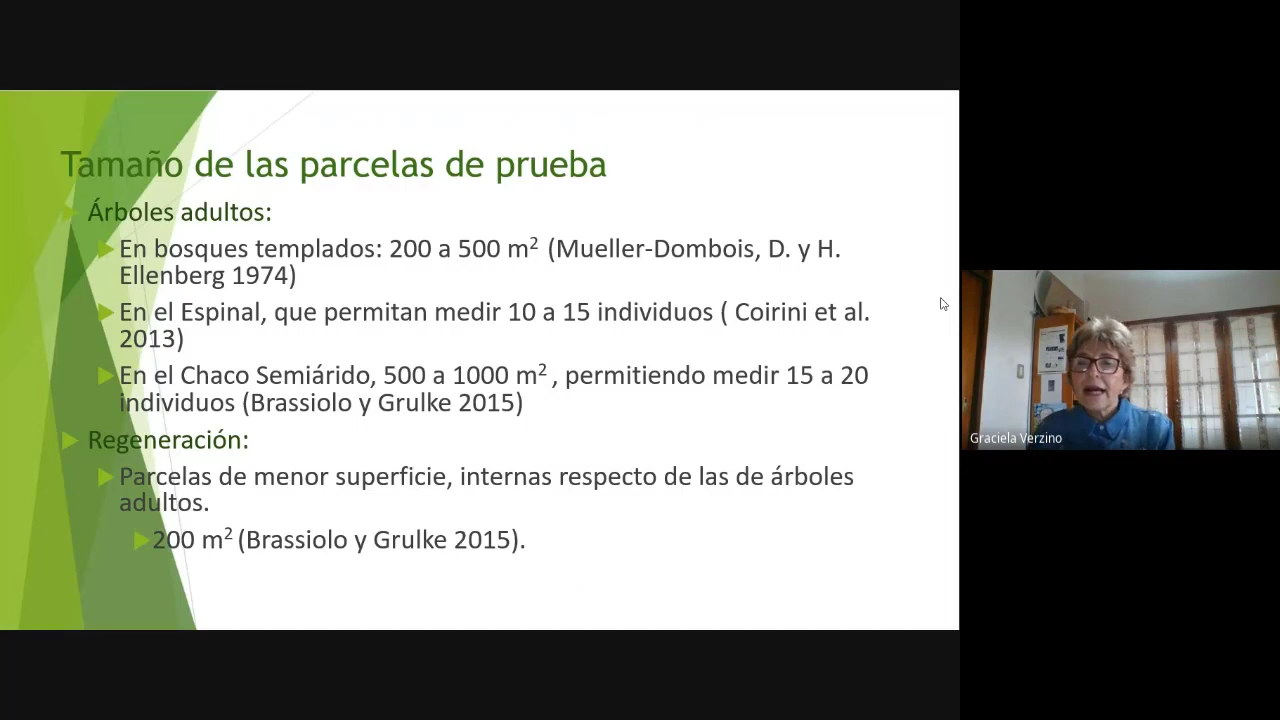 Tamaño de las parcelas de prueba
Árboles adultos:
En bosques templados: 200 a 500 m² (Mueller-Dombois, D. y H.
Ellenberg 1974)
En el Espinal, que permitan medir 10 a 15 individuos ( Coirini et al.
2013)
En el Chaco Semiárido, 500 a 1000 m² , permitiendo medir 15 a 20
individuos (Brassiolo y Grulke 2015)
Regeneración:
Parcelas de menor superficie, internas respecto de las de árboles
adultos.
200 m² (Brassiolo y Grulke 2015).
Graciela Verzino